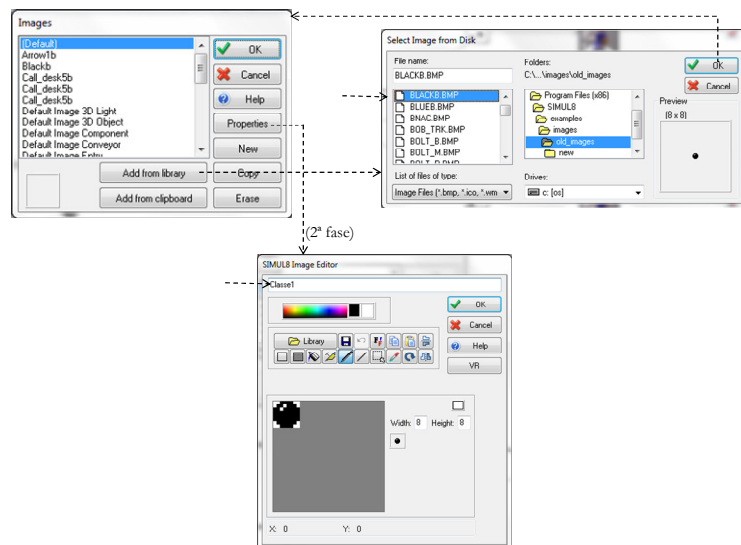 Images
(Default)
Arrow1b
Blackb
Call_desk5b
Call_desk5b
Call_desk5b
Default Image 3D Light
Default Image 3D Object
Default Image Component
Default Image Conveyor
Default Image Entry
OK
Cancel
Help
Properties
New
Add from library
Copy
Add from clipboard
Erase
Select Image from Disk
File name:
BLACKB.BMP
BLACKB.BMP
BLUEB.BMP
BNAC.BMP
BOB_TRK.BMP
BOLT_B.BMP
BOLT_M.BMP
List of files of type:
Image Files (*.bmp, *.ico, *.wm
Folders:
C:\...\images\old_images
Program Files (x86)
SIMUL8
examples
images
old_images
new
Drives:
c: [os]
OK
Cancel
Preview
(8 x 8)
(2ª fase)
SIMUL8 Image Editor
Classe1
OK
Cancel
Help
VR
Library
Width: 8 Height: 8
X: 0 Y: 0